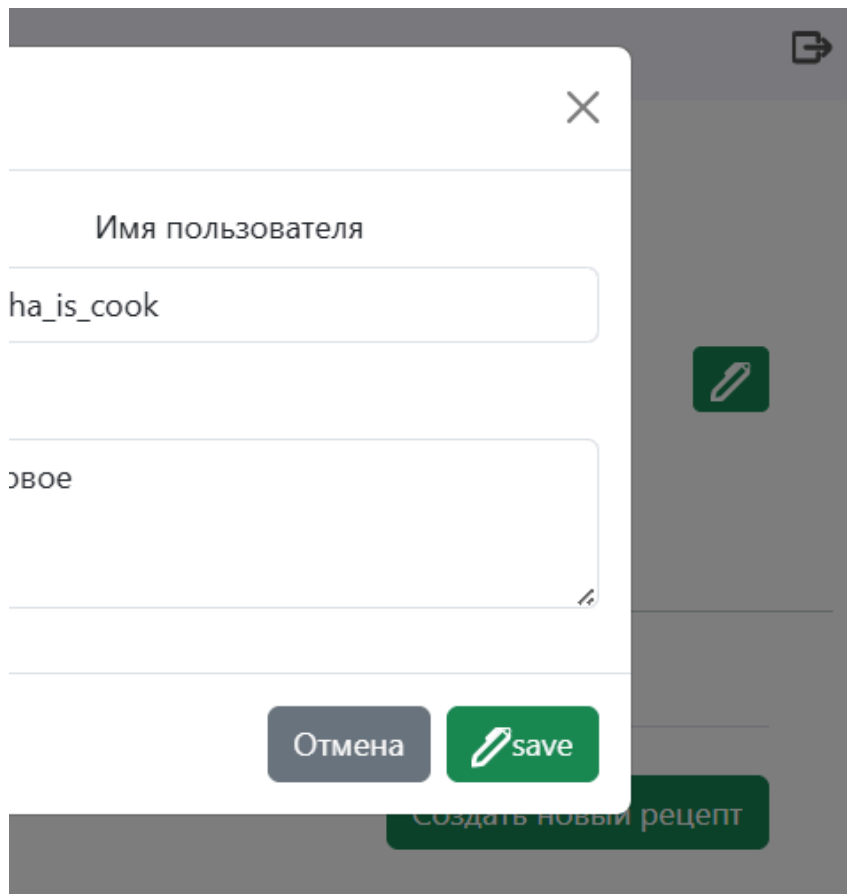 Имя пользователя
ha_is_cook
овое
Отмена
save
Создать новый рецепт